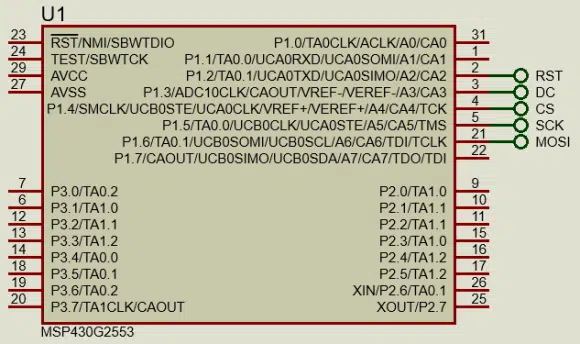 U1
23 RST/NMI/SBWTDIO P1.0/TA0CLK/ACLK/A0/CA0 31
24 TEST/SBWTCK P1.1/TA0.0/UCA0RXD/UCA0SOMI/A1/CA1 1
29 AVCC P1.2/TA0.1/UCA0TXD/UCA0SIMO/A2/CA2 2 RST
27 AVSS P1.3/ADC10CLK/CAOUT/VREF-/VEREF-/A3/CA3 3 DC
P1.4/SMCLK/UCB0STE/UCA0CLK/VREF+/VEREF+/A4/CA4/TCK 4 CS
P1.5/TA0.0/UCB0CLK/UCA0STE/A5/CA5/TMS 5 SCK
P1.6/TA0.1/UCB0SOMI/UCB0SCL/A6/CA6/TDI/TCLK 21 MOSI
P1.7/CAOUT/UCB0SIMO/UCB0SDA/A7/CA7/TDO/TDI 22
7 P3.0/TA0.2 P2.0/TA1.0 9
6 P3.1/TA1.0 P2.1/TA1.1 10
12 P3.2/TA1.1 P2.2/TA1.1 11
13 P3.3/TA1.2 P2.3/TA1.0 15
14 P3.4/TA0.0 P2.4/TA1.2 16
18 P3.5/TA0.1 P2.5/TA1.2 17
19 P3.6/TA0.2 XIN/P2.6/TA0.1 26
20 P3.7/TA1CLK/CAOUT XOUT/P2.7 25
MSP430G2553